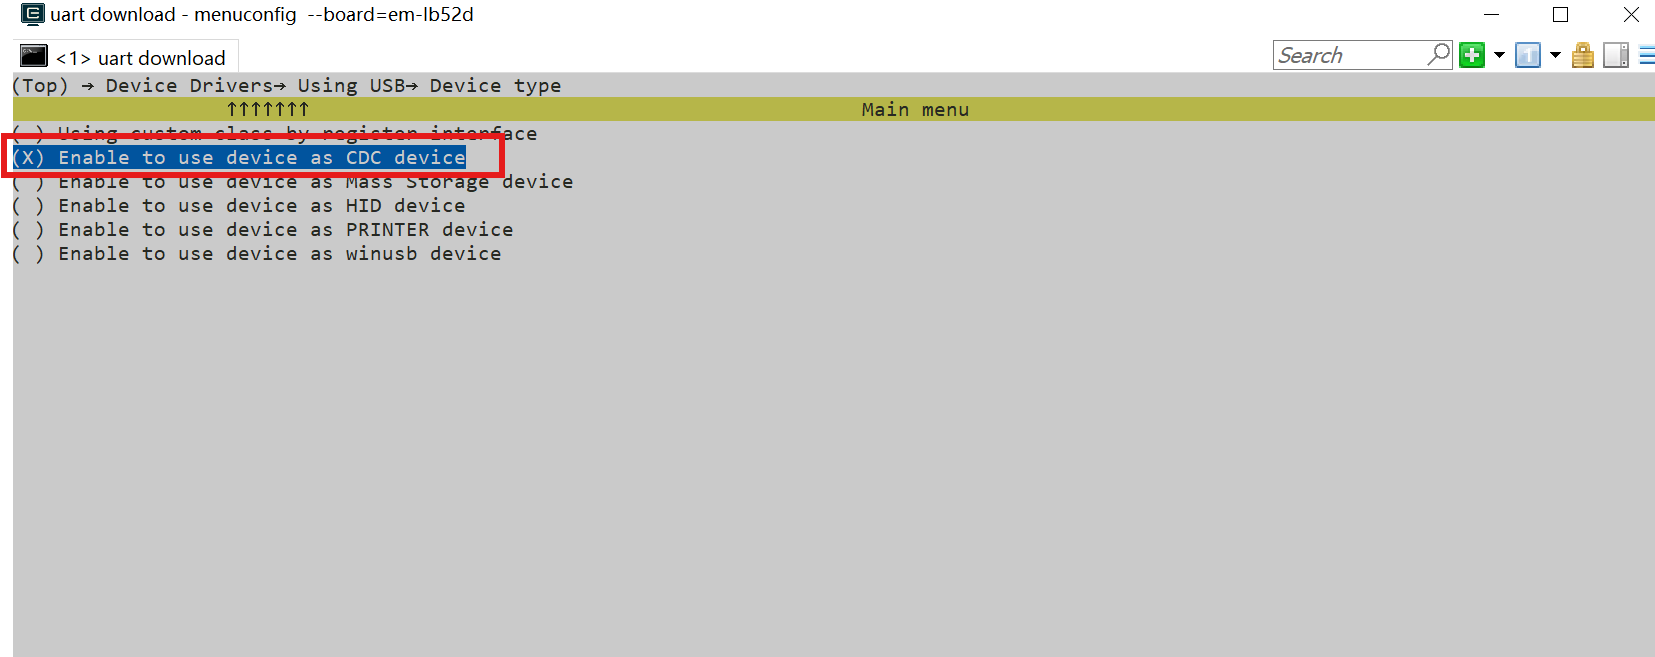 uart download - menuconfig  --board=em-lb52d
<1> uart download
Search
1
(Top) → Device Drivers→ Using USB→ Device type
↑↑↑↑↑↑↑ Main menu
( ) Using custom class by register interface
(X) Enable to use device as CDC device
( ) Enable to use device as Mass Storage device
( ) Enable to use device as HID device
( ) Enable to use device as PRINTER device
( ) Enable to use device as winusb device